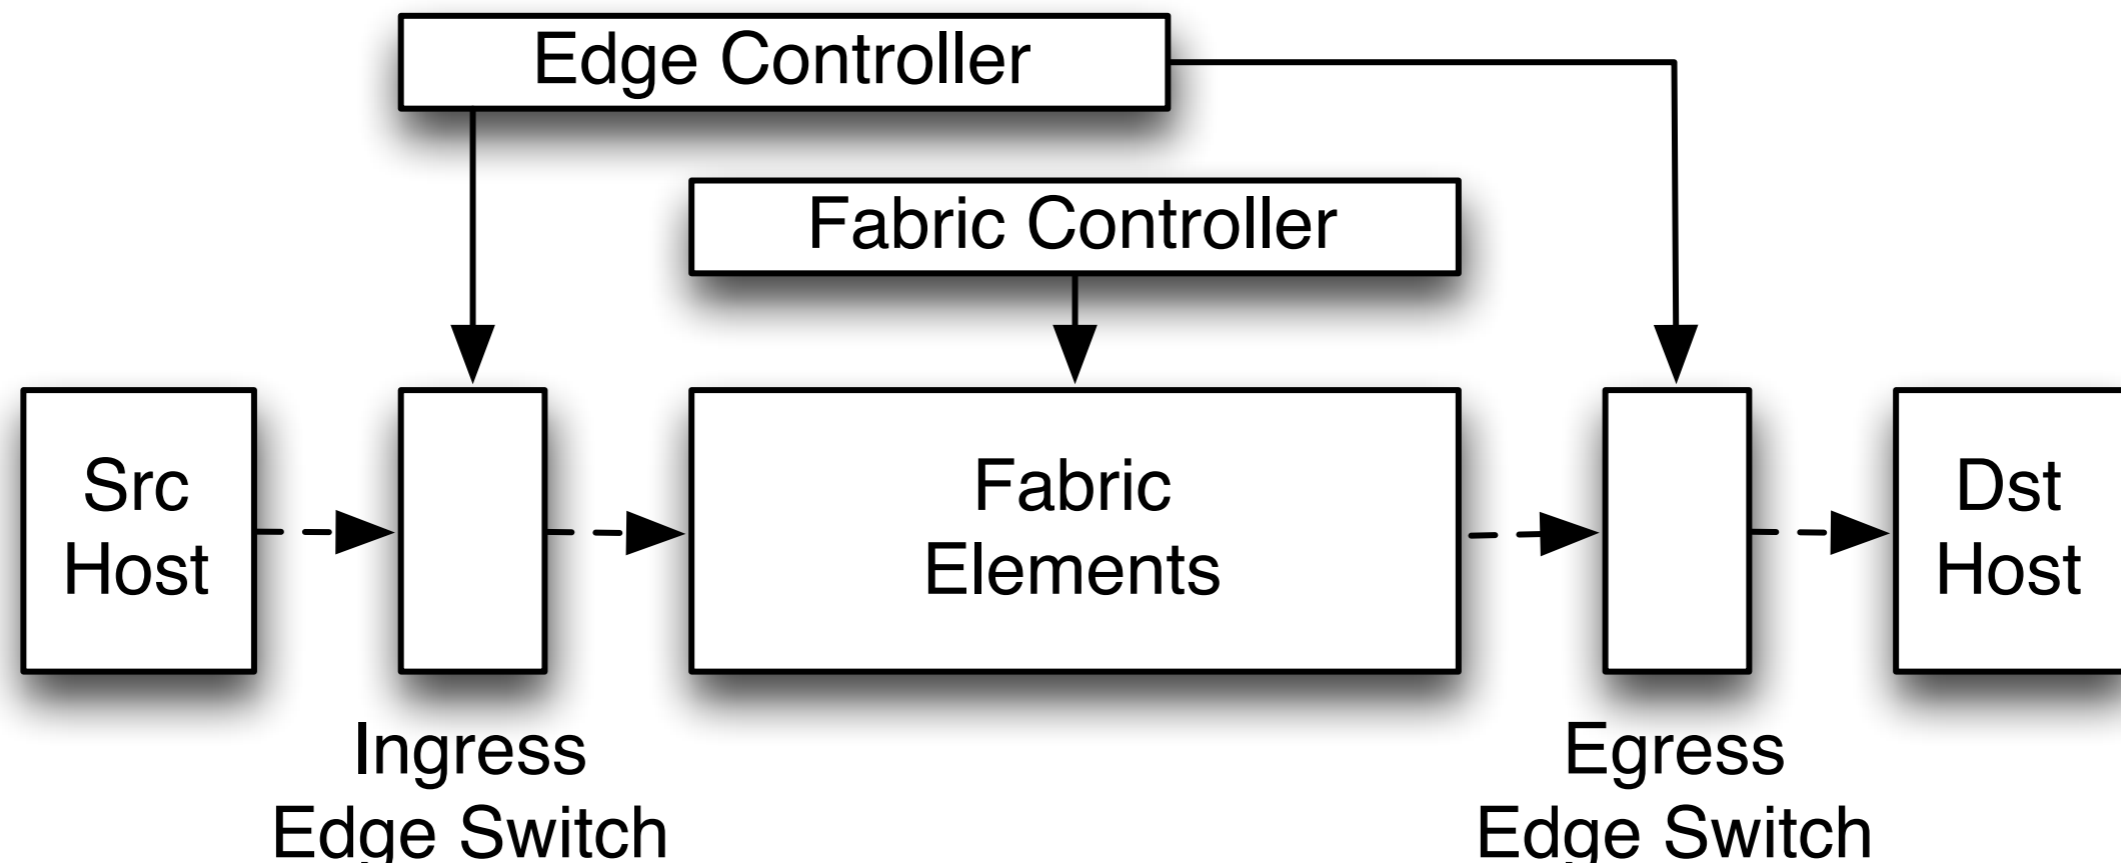 Edge Controller
Fabric Controller
Src
Host
Fabric
Elements
Dst
Host
Ingress
Edge Switch
Egress
Edge Switch